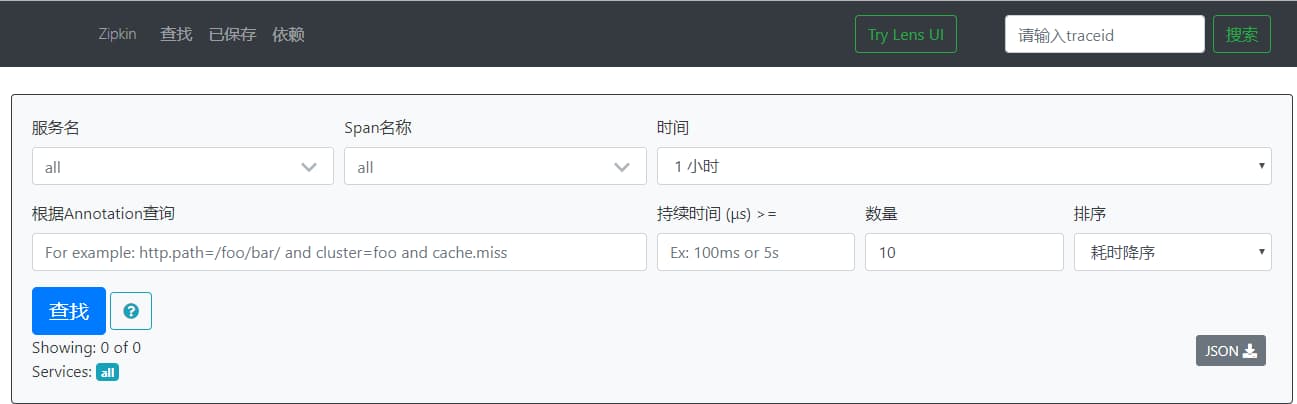 Zipkin 查找 已保存 依赖 Try Lens UI 请输入traceid 搜索
服务名 Span名称 时间
all all 1 小时
根据Annotation查询 持续时间 (μs) >= 数量 排序
For example: http.path=/foo/bar/ and cluster=foo and cache.miss Ex: 100ms or 5s 10 耗时降序
查找 ?
Showing: 0 of 0
JSON
Services: all